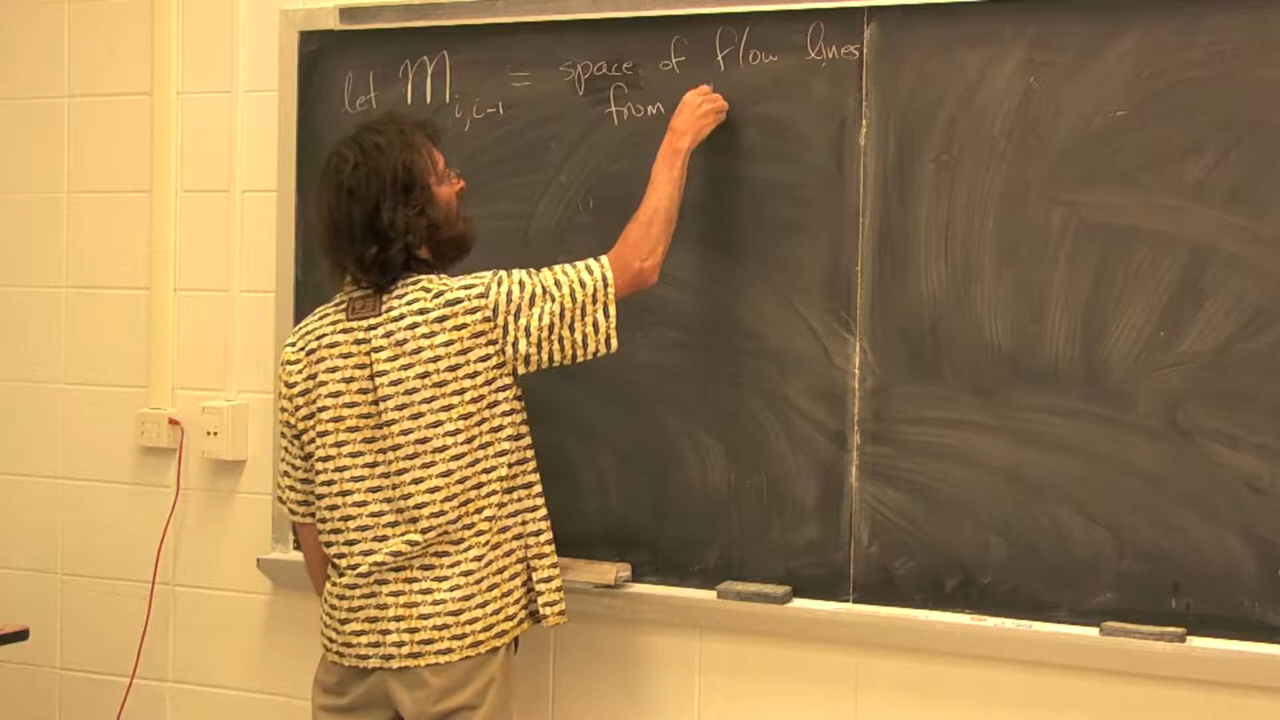 let M_{i,i-1} = space of flow lines
from